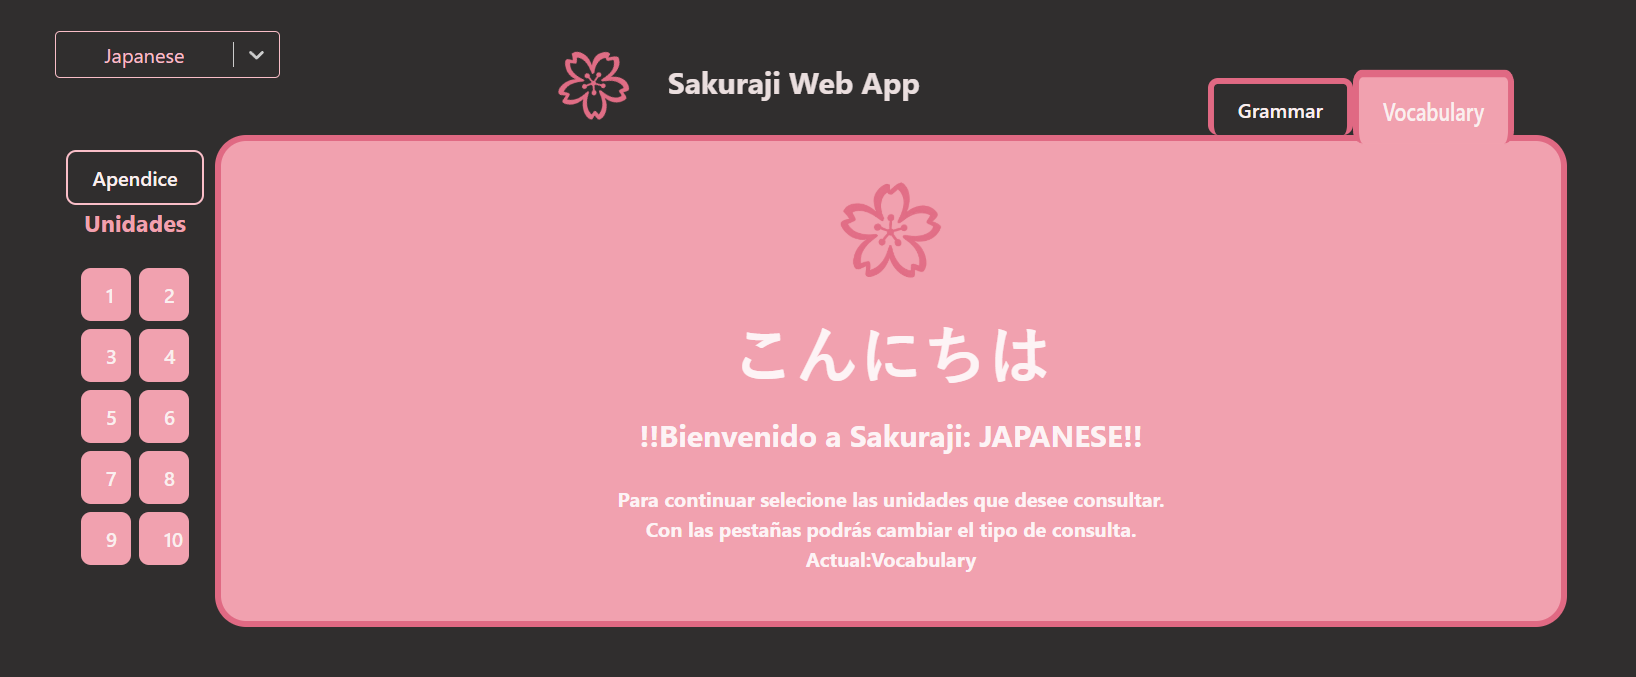 Japanese
Sakuraji Web App
Grammar
Vocabulary
Apendice
Unidades
1 2
3 4
5 6
7 8
9 10
こんにちは
!!Bienvenido a Sakuraji: JAPANESE!!
Para continuar selecione las unidades que desee consultar.
Con las pestañas podrás cambiar el tipo de consulta.
Actual:Vocabulary